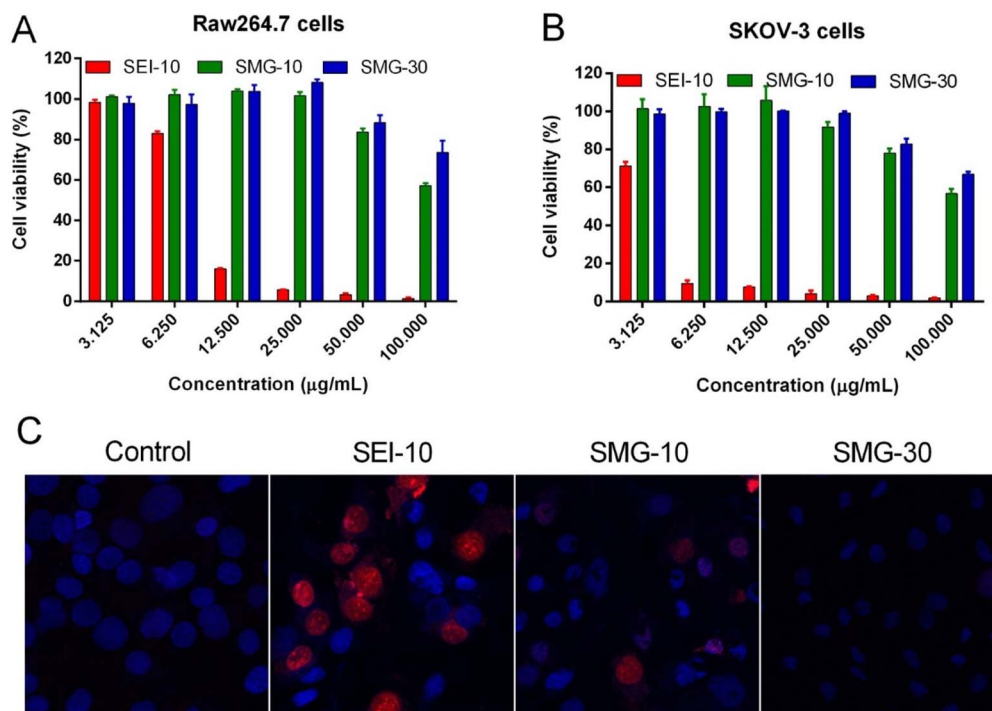 A
Raw264.7 cells
SEI-10 SMG-10 SMG-30
120
100
80
60
40
20
0
Cell viability (%)
3.125 6.250 12.500 25.000 50.000 100.000
Concentration (μg/mL)
B
SKOV-3 cells
SEI-10 SMG-10 SMG-30
120
100
80
60
40
20
0
Cell viability (%)
3.125 6.250 12.500 25.000 50.000 100.000
Concentration (μg/mL)
C
Control SEI-10 SMG-10 SMG-30